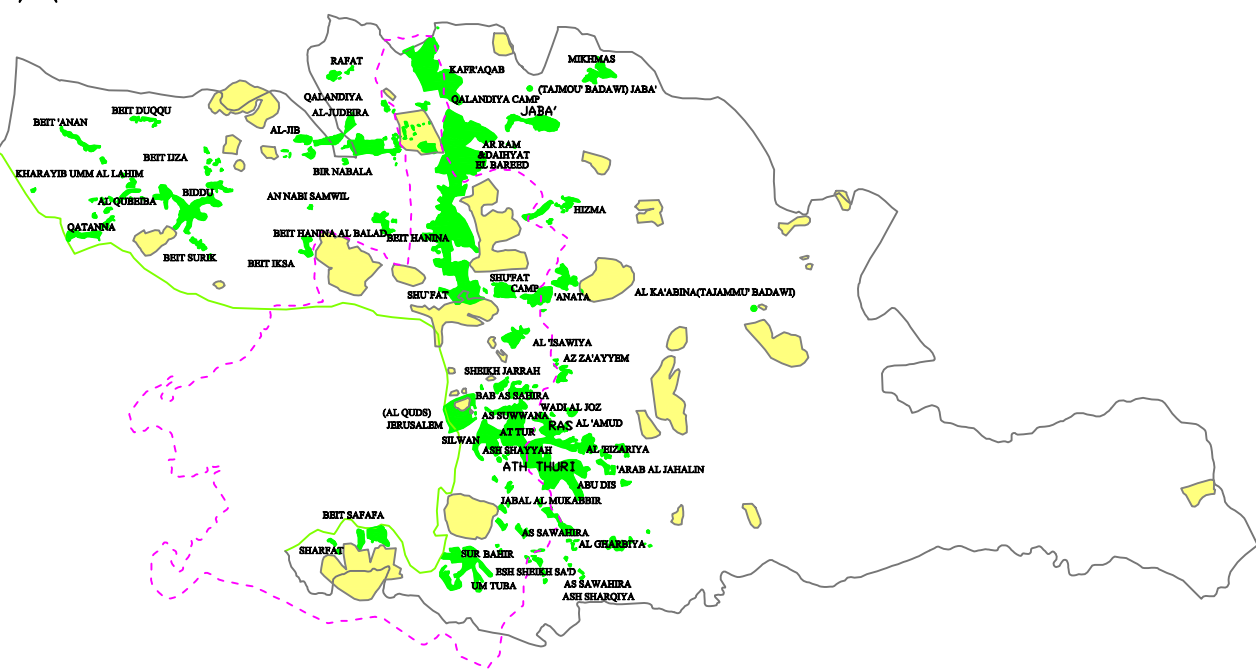 RAFAT
KAFR'AQAB
MIKHMAS
(TAJMOU' BADAWI) JABA'
QALANDIYA
QALANDIYA CAMP
BEIT DUQQU
AL-JUDEIRA
JABA'
BEIT 'ANAN
AL-JIB
AR RAM
&DAIHYAT
EL BAREED
BEIT IJZA
BIR NABALA
KHARAYIB UMM AL LAHIM
BIDDU
AN NABI SAMWIL
AL QUBEIBA
HIZMA
QATANNA
BEIT HANINA AL BALAD
BEIT HANINA
BEIT SURIK
BEIT IKSA
SHU'FAT
CAMP
SHU'FAT
'ANATA
AL KA'ABINA(TAJAMMU' BADAWI)
AL 'ISAWIYA
AZ ZA'AYYEM
SHEIKH JARRAH
BAB AS SAHIRA
WADI AL JOZ
(AL QUDS)
JERUSALEM
AS SUWWANA
RAS AL 'AMUD
AT TUR
SILWAN
ASH SHAYYAH
AL 'EIZARIYA
ATH THURI
'ARAB AL JAHALIN
ABU DIS
JABAL AL MUKABBIR
BEIT SAFAFA
AS SAWAHIRA
AL GHARBIYA
SHARFAT
SUR BAHIR
ESH SHEIKH SA'D
UM TUBA
AS SAWAHIRA
ASH SHARQIYA